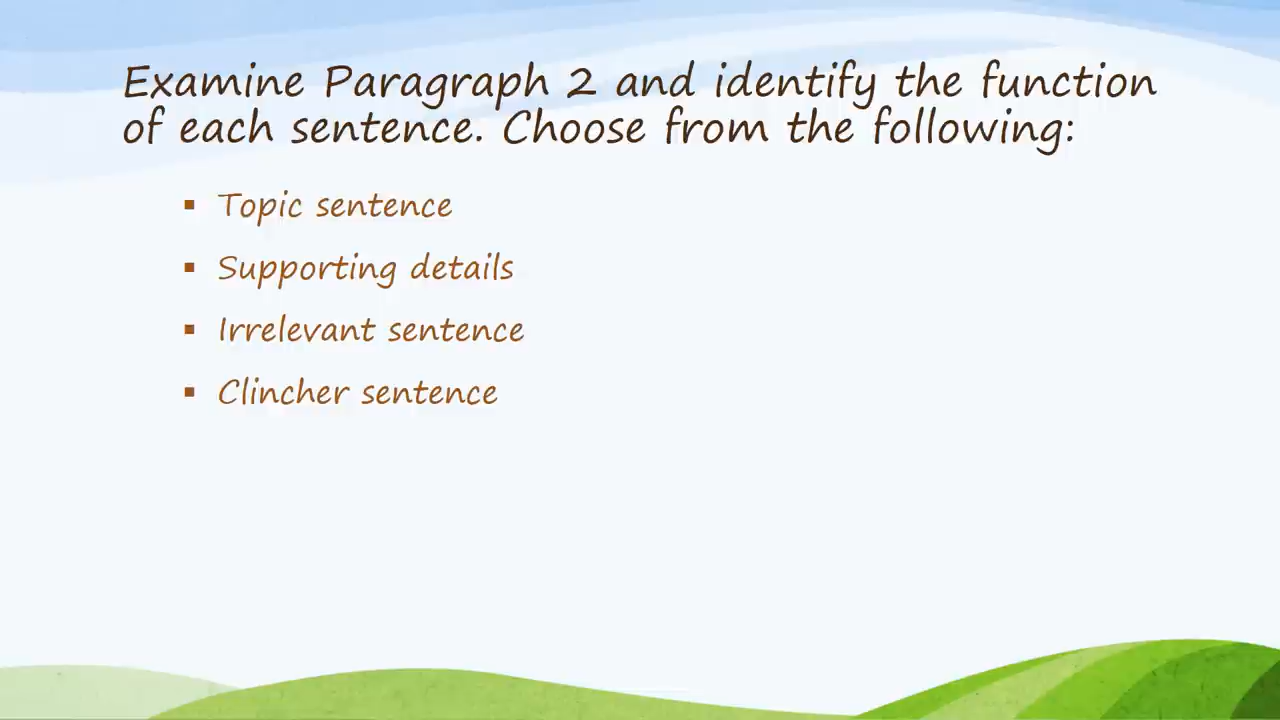 Examine Paragraph 2 and identify the function
of each sentence. Choose from the following:
▪ Topic sentence
▪ Supporting details
▪ Irrelevant sentence
▪ Clincher sentence